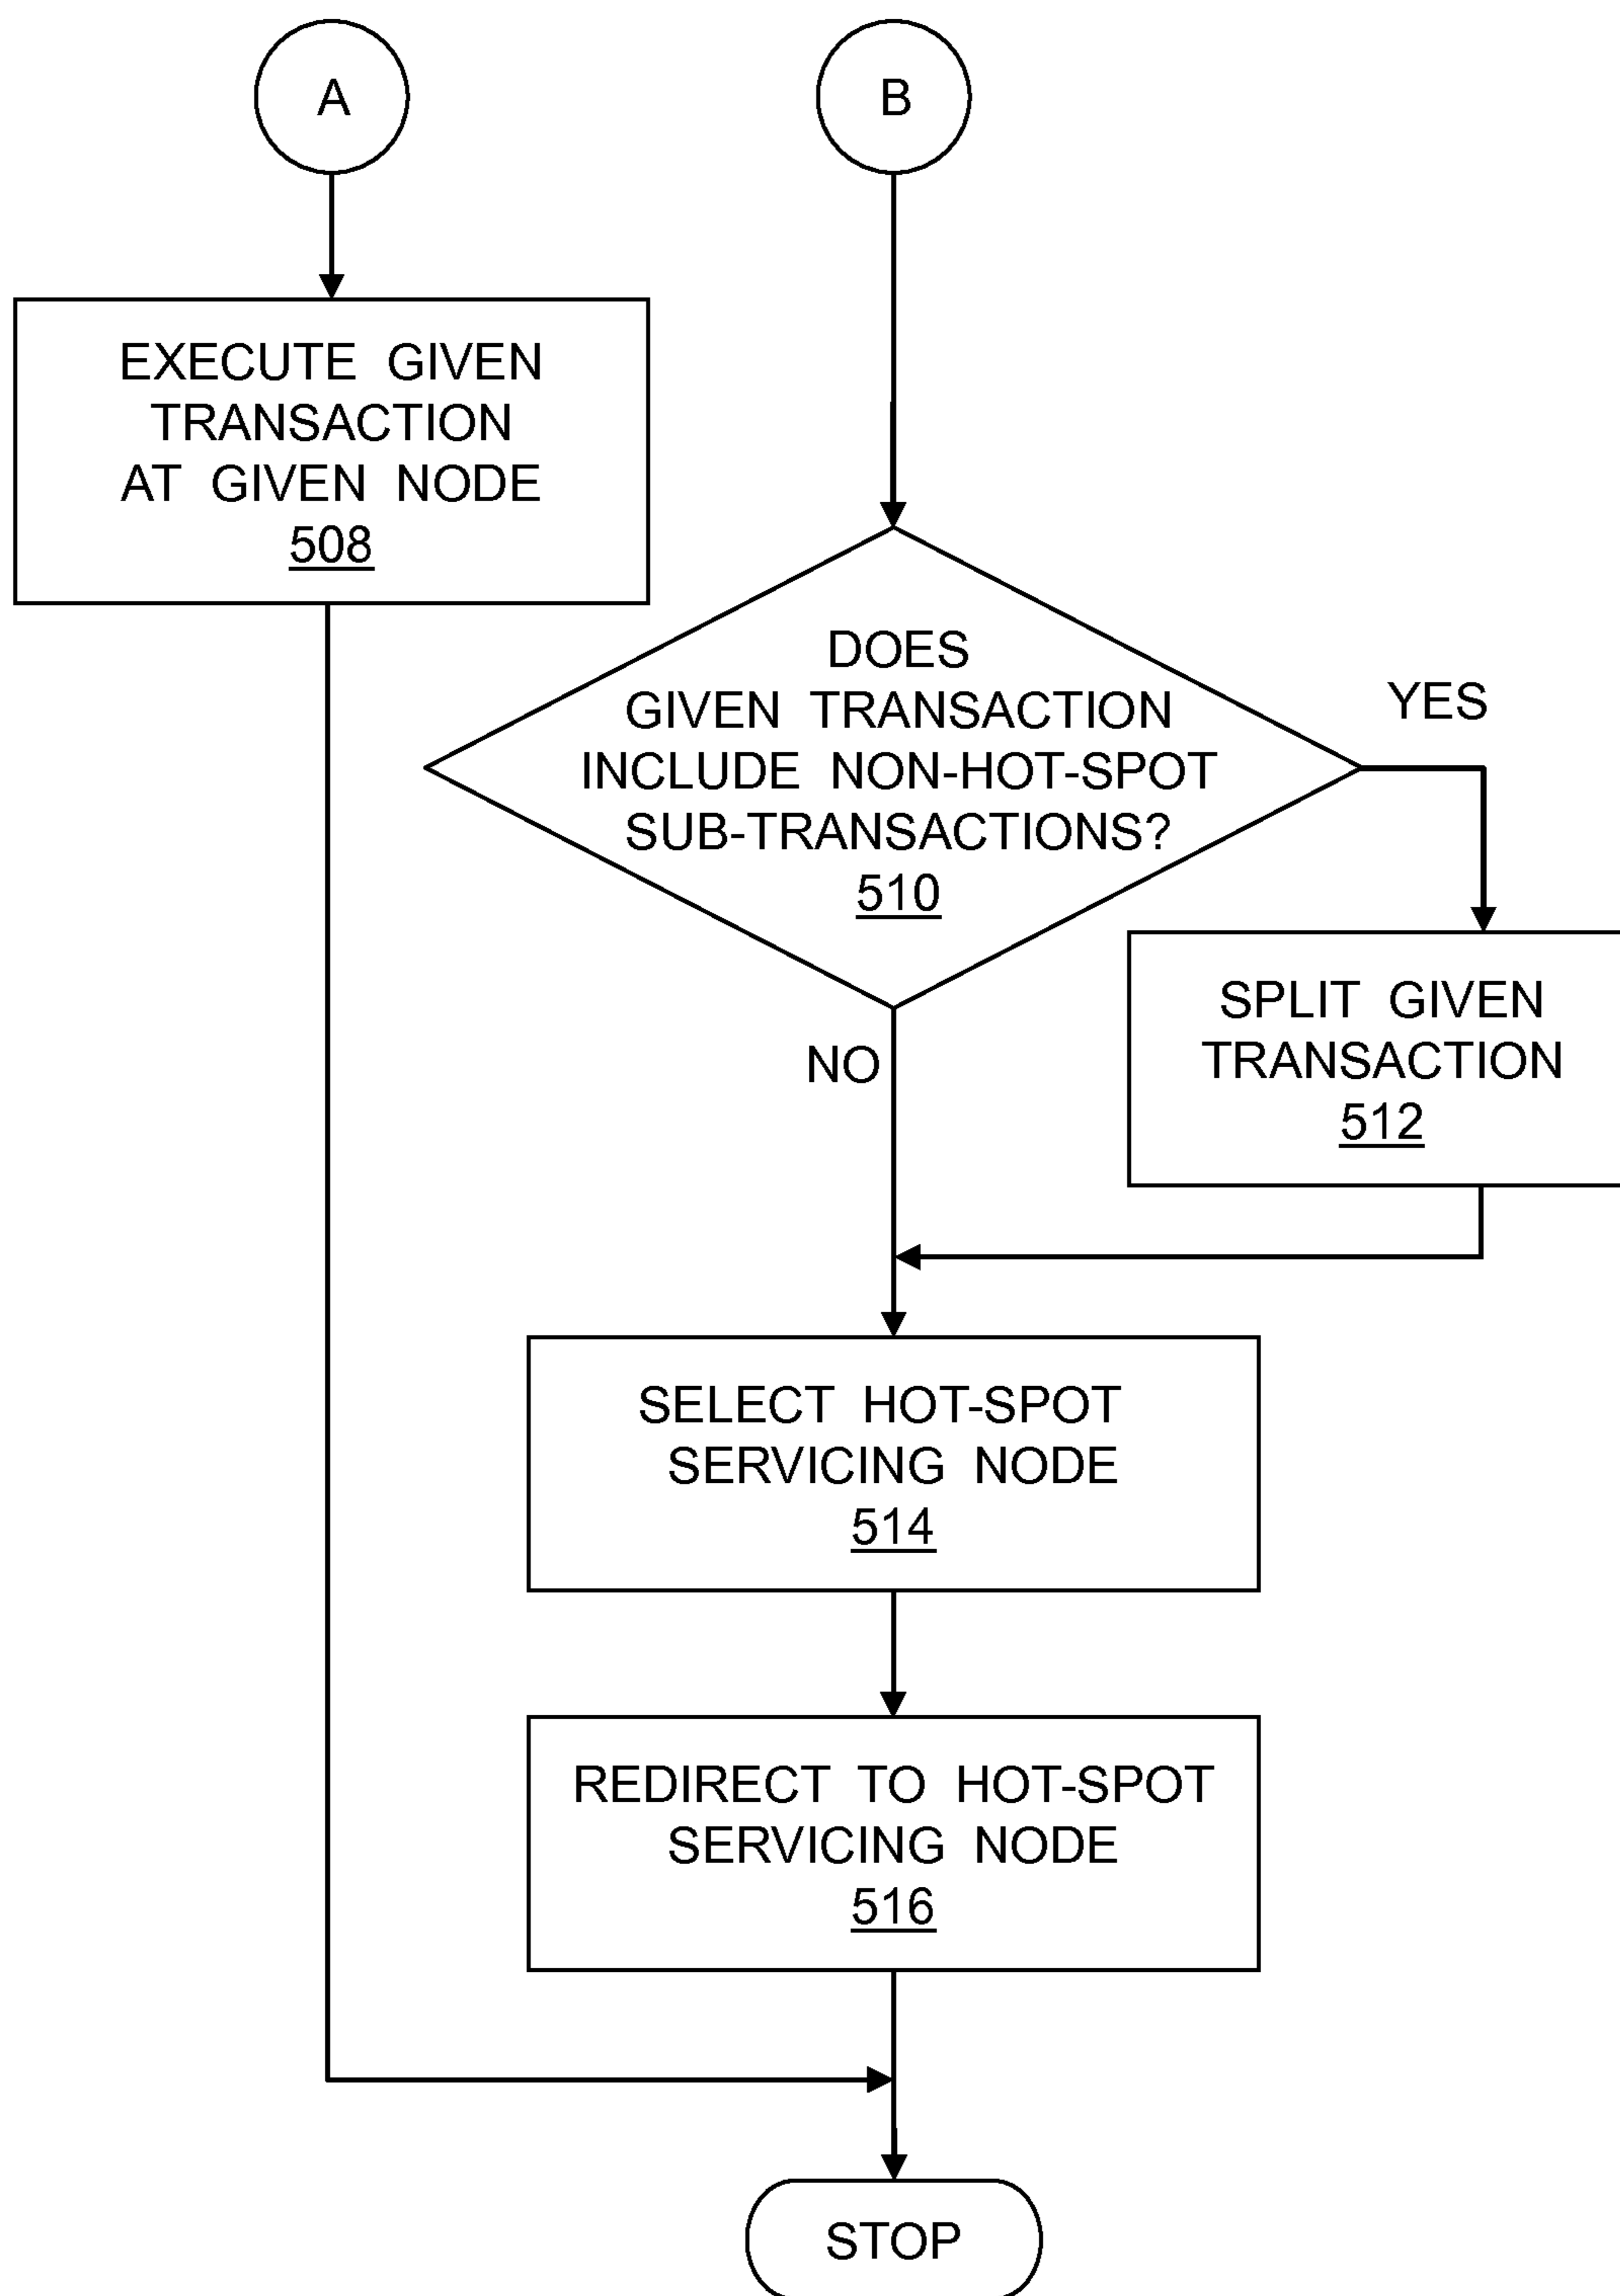 A
B
EXECUTE GIVEN
TRANSACTION
AT GIVEN NODE
508
DOES
GIVEN TRANSACTION
INCLUDE NON-HOT-SPOT
SUB-TRANSACTIONS?
510
YES
NO
SPLIT GIVEN
TRANSACTION
512
SELECT HOT-SPOT
SERVICING NODE
514
REDIRECT TO HOT-SPOT
SERVICING NODE
516
STOP